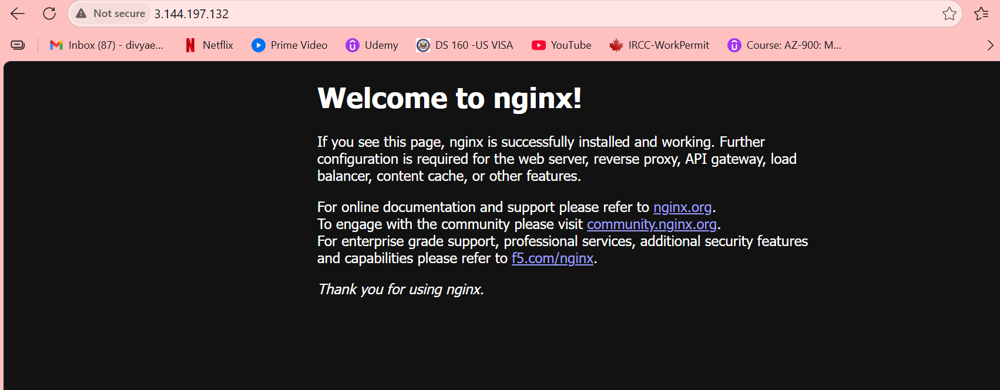 Not secure 3.144.197.132
Inbox (87) - divyae... Netflix Prime Video Udemy DS 160 -US VISA YouTube IRCC-WorkPermit Course: AZ-900: M...
Welcome to nginx!
If you see this page, nginx is successfully installed and working. Further
configuration is required for the web server, reverse proxy, API gateway, load
balancer, content cache, or other features.
For online documentation and support please refer to nginx.org.
To engage with the community please visit community.nginx.org.
For enterprise grade support, professional services, additional security features
and capabilities please refer to f5.com/nginx.
Thank you for using nginx.